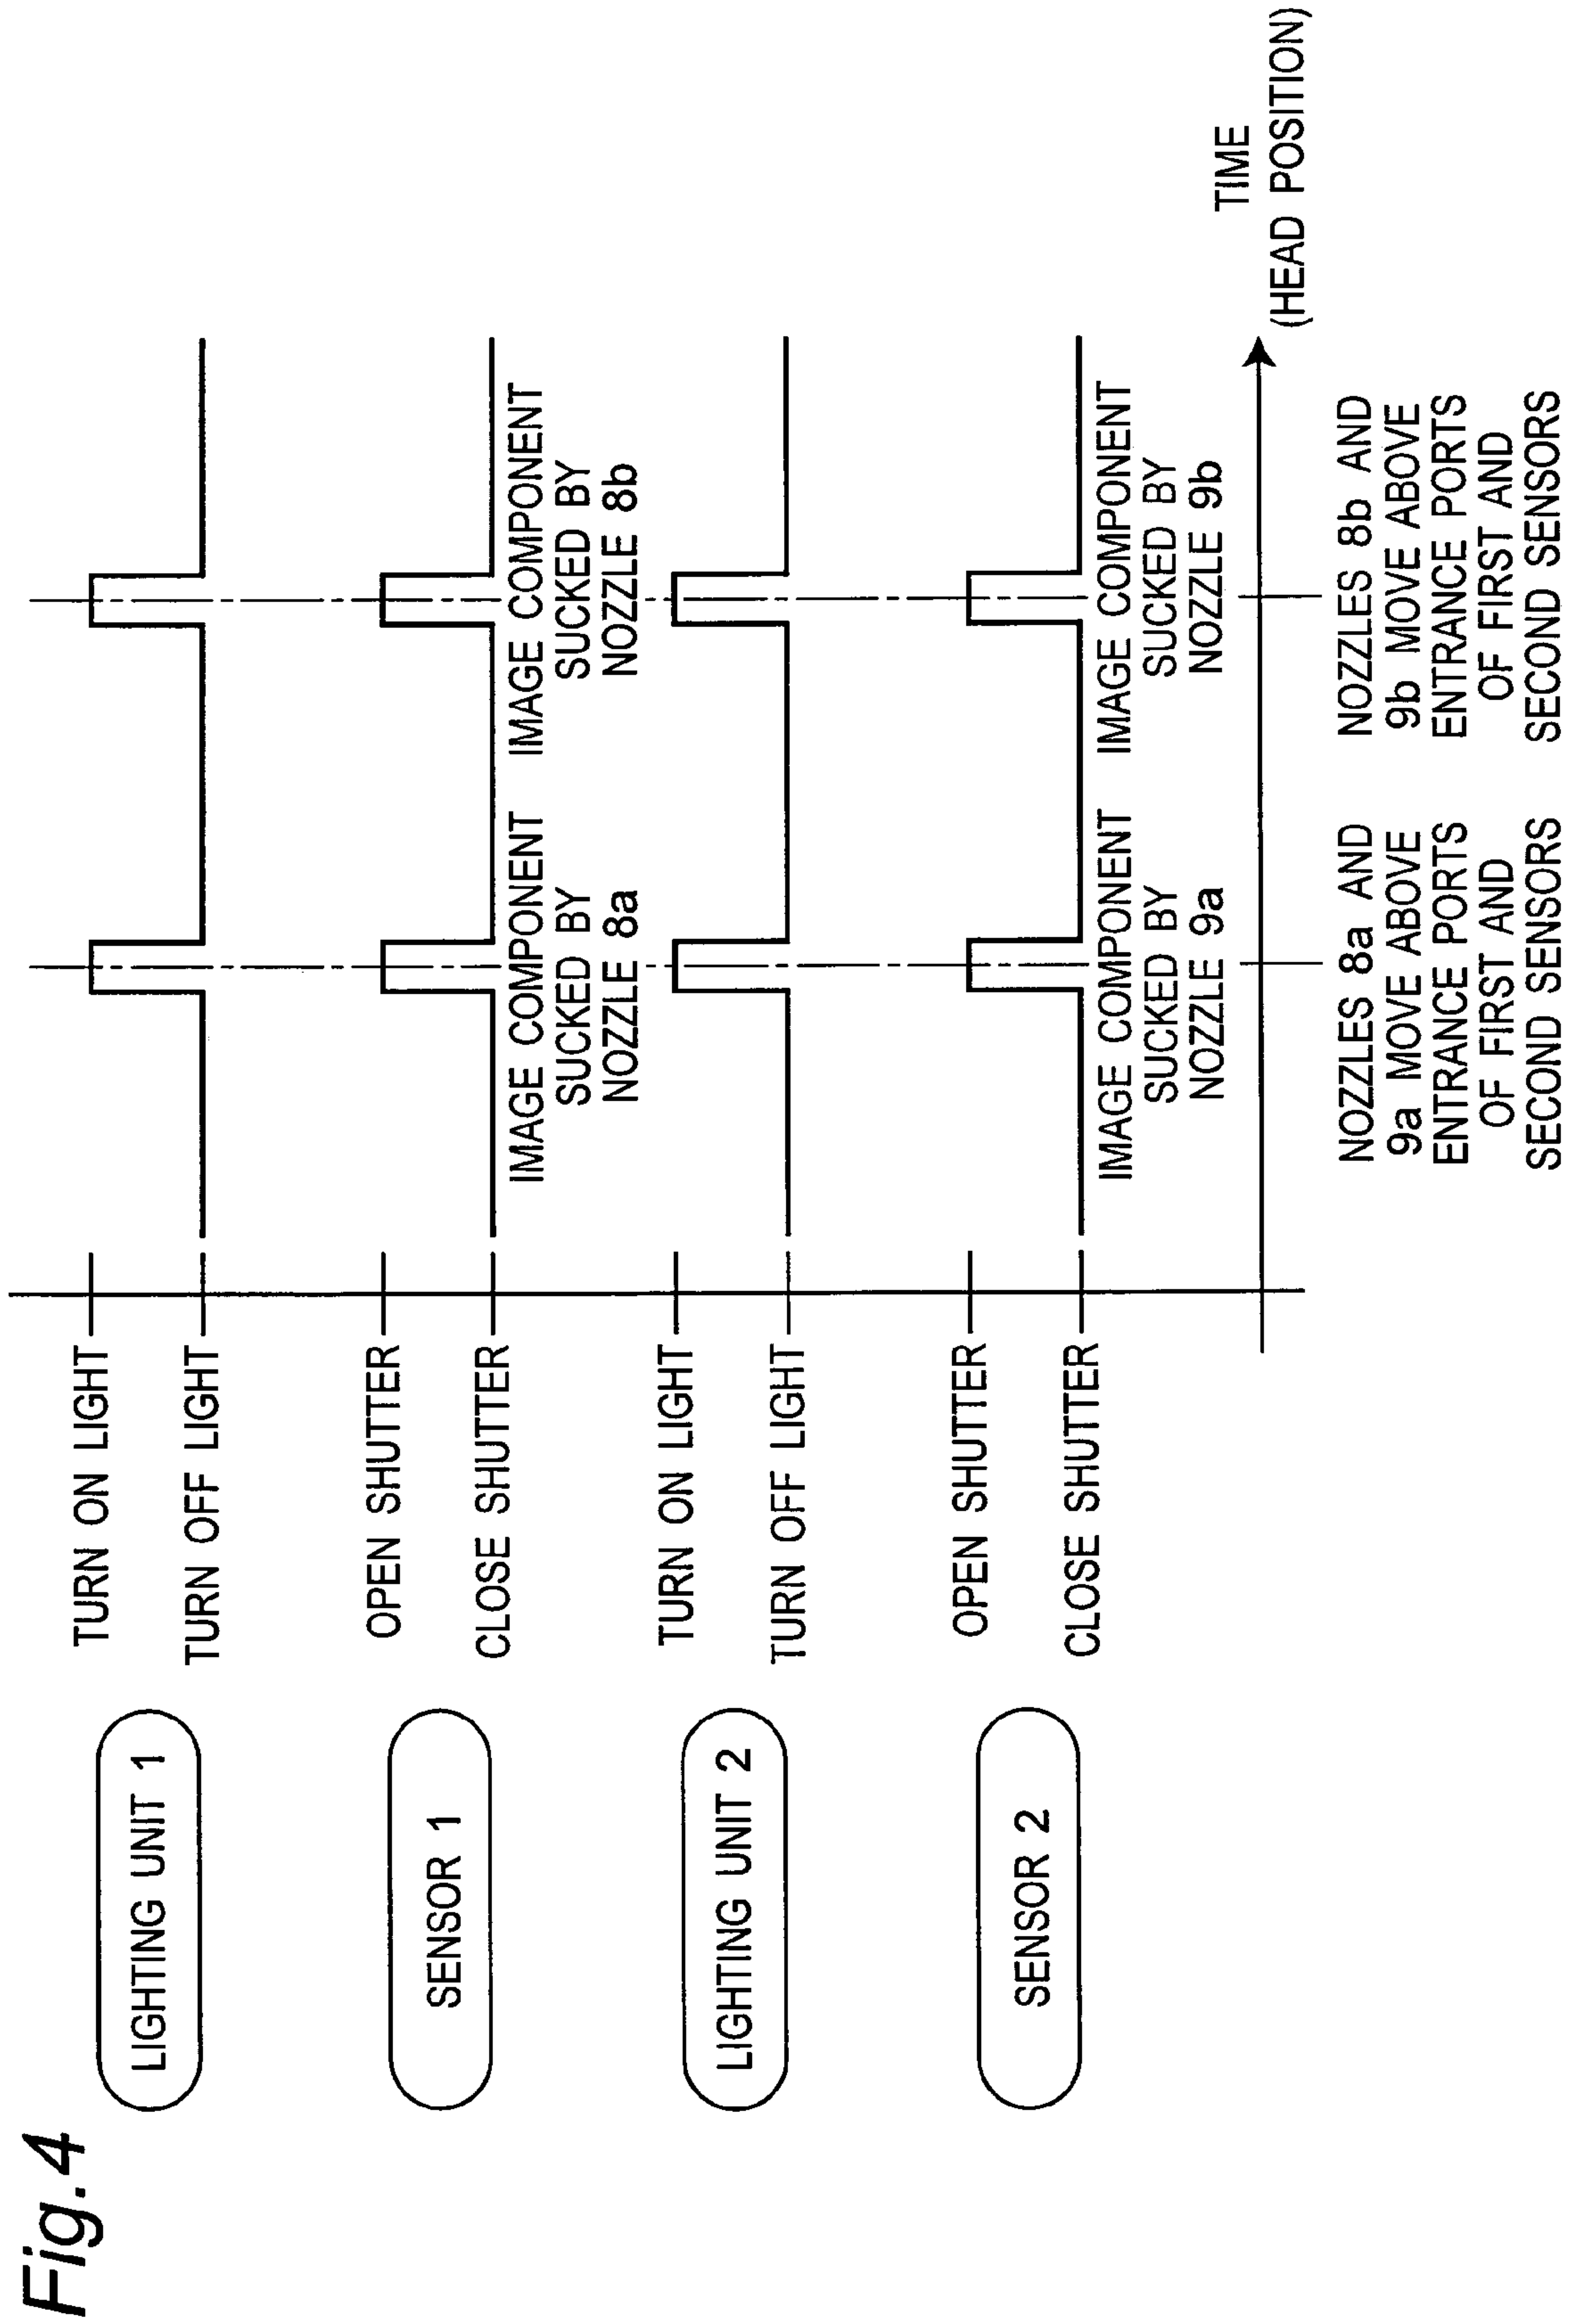 Fig.4
LIGHTING UNIT 1
TURN ON LIGHT
TURN OFF LIGHT
SENSOR 1
OPEN SHUTTER
CLOSE SHUTTER
IMAGE COMPONENT
SUCKED BY
NOZZLE 8a
IMAGE COMPONENT
SUCKED BY
NOZZLE 8b
LIGHTING UNIT 2
TURN ON LIGHT
TURN OFF LIGHT
SENSOR 2
OPEN SHUTTER
CLOSE SHUTTER
IMAGE COMPONENT
SUCKED BY
NOZZLE 9a
IMAGE COMPONENT
SUCKED BY
NOZZLE 9b
TIME
(HEAD POSITION)
NOZZLES 8a AND
9a MOVE ABOVE
ENTRANCE PORTS
OF FIRST AND
SECOND SENSORS
NOZZLES 8b AND
9b MOVE ABOVE
ENTRANCE PORTS
OF FIRST AND
SECOND SENSORS